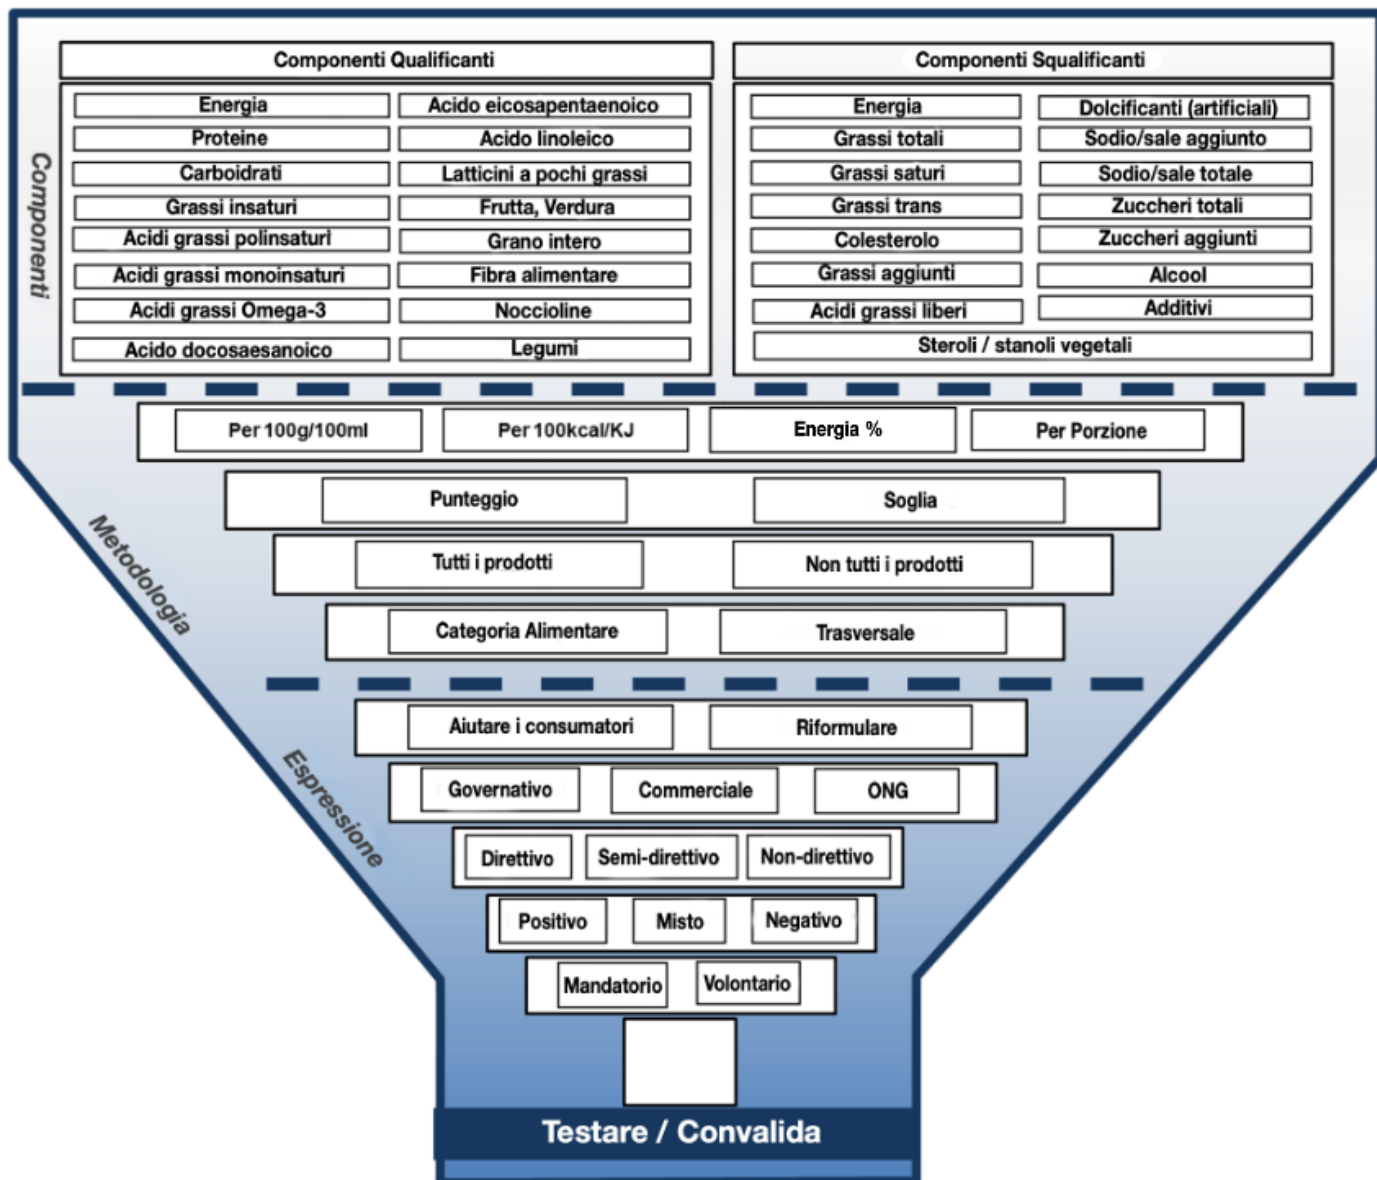 Componenti Qualificanti
Componenti Squalificanti
Componenti
Energia
Acido eicosapentaenoico
Proteine
Acido linoleico
Carboidrati
Latticini a pochi grassi
Grassi insaturi
Frutta, Verdura
Acidi grassi polinsaturi
Grano intero
Acidi grassi monoinsaturi
Fibra alimentare
Acidi grassi Omega-3
Noccioline
Acido docosaesanoico
Legumi
Energia
Dolcificanti (artificiali)
Grassi totali
Sodio/sale aggiunto
Grassi saturi
Sodio/sale totale
Grassi trans
Zuccheri totali
Colesterolo
Zuccheri aggiunti
Grassi aggiunti
Alcool
Acidi grassi liberi
Additivi
Steroli / stanoli vegetali
Metodologia
Per 100g/100ml
Per 100kcal/KJ
Energia %
Per Porzione
Punteggio
Soglia
Tutti i prodotti
Non tutti i prodotti
Categoria Alimentare
Trasversale
Espressione
Aiutare i consumatori
Riformulare
Governativo
Commerciale
ONG
Direttivo
Semi-direttivo
Non-direttivo
Positivo
Misto
Negativo
Mandatorio
Volontario
Testare / Convalida